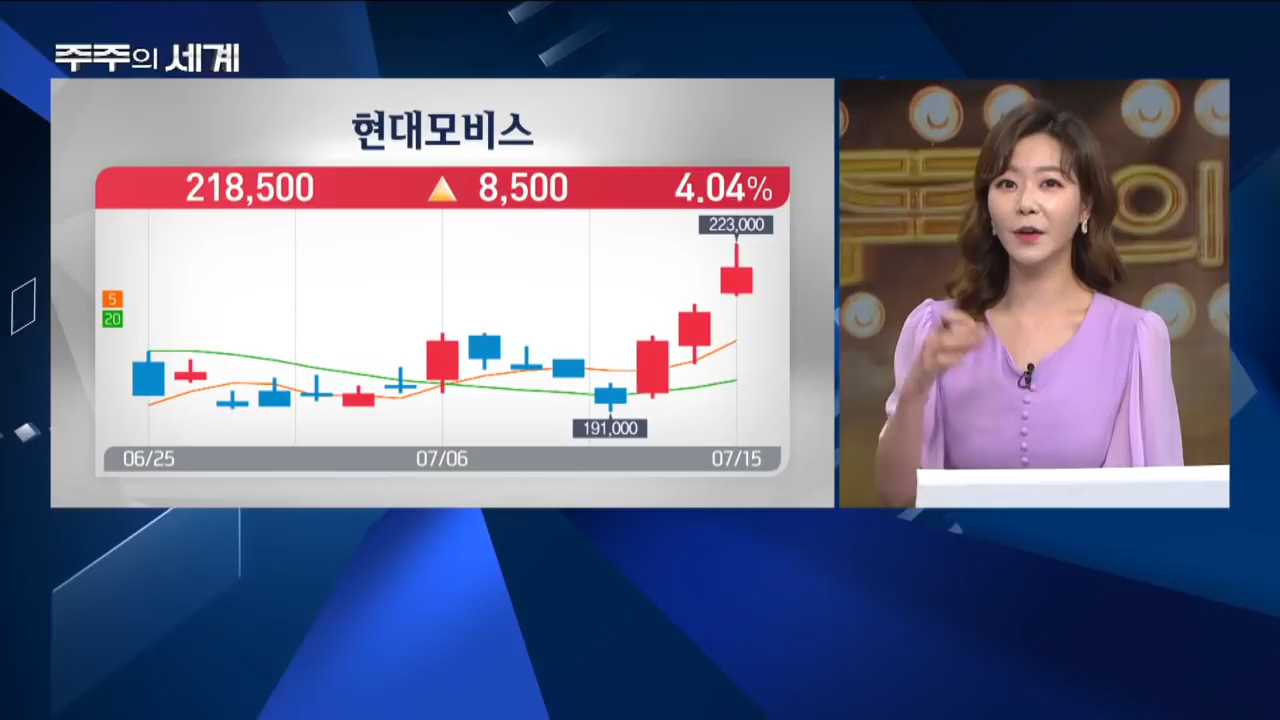 주주의 세계
현대모비스
218,500 ▲ 8,500 4.04%
223,000
5
20
191,000
06/25 07/06 07/15
의